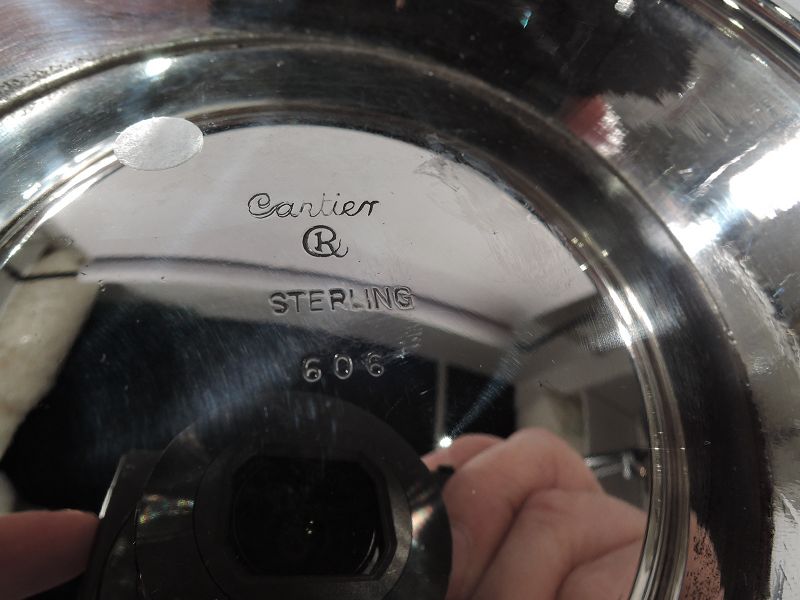 Cartier
R
STERLING
606